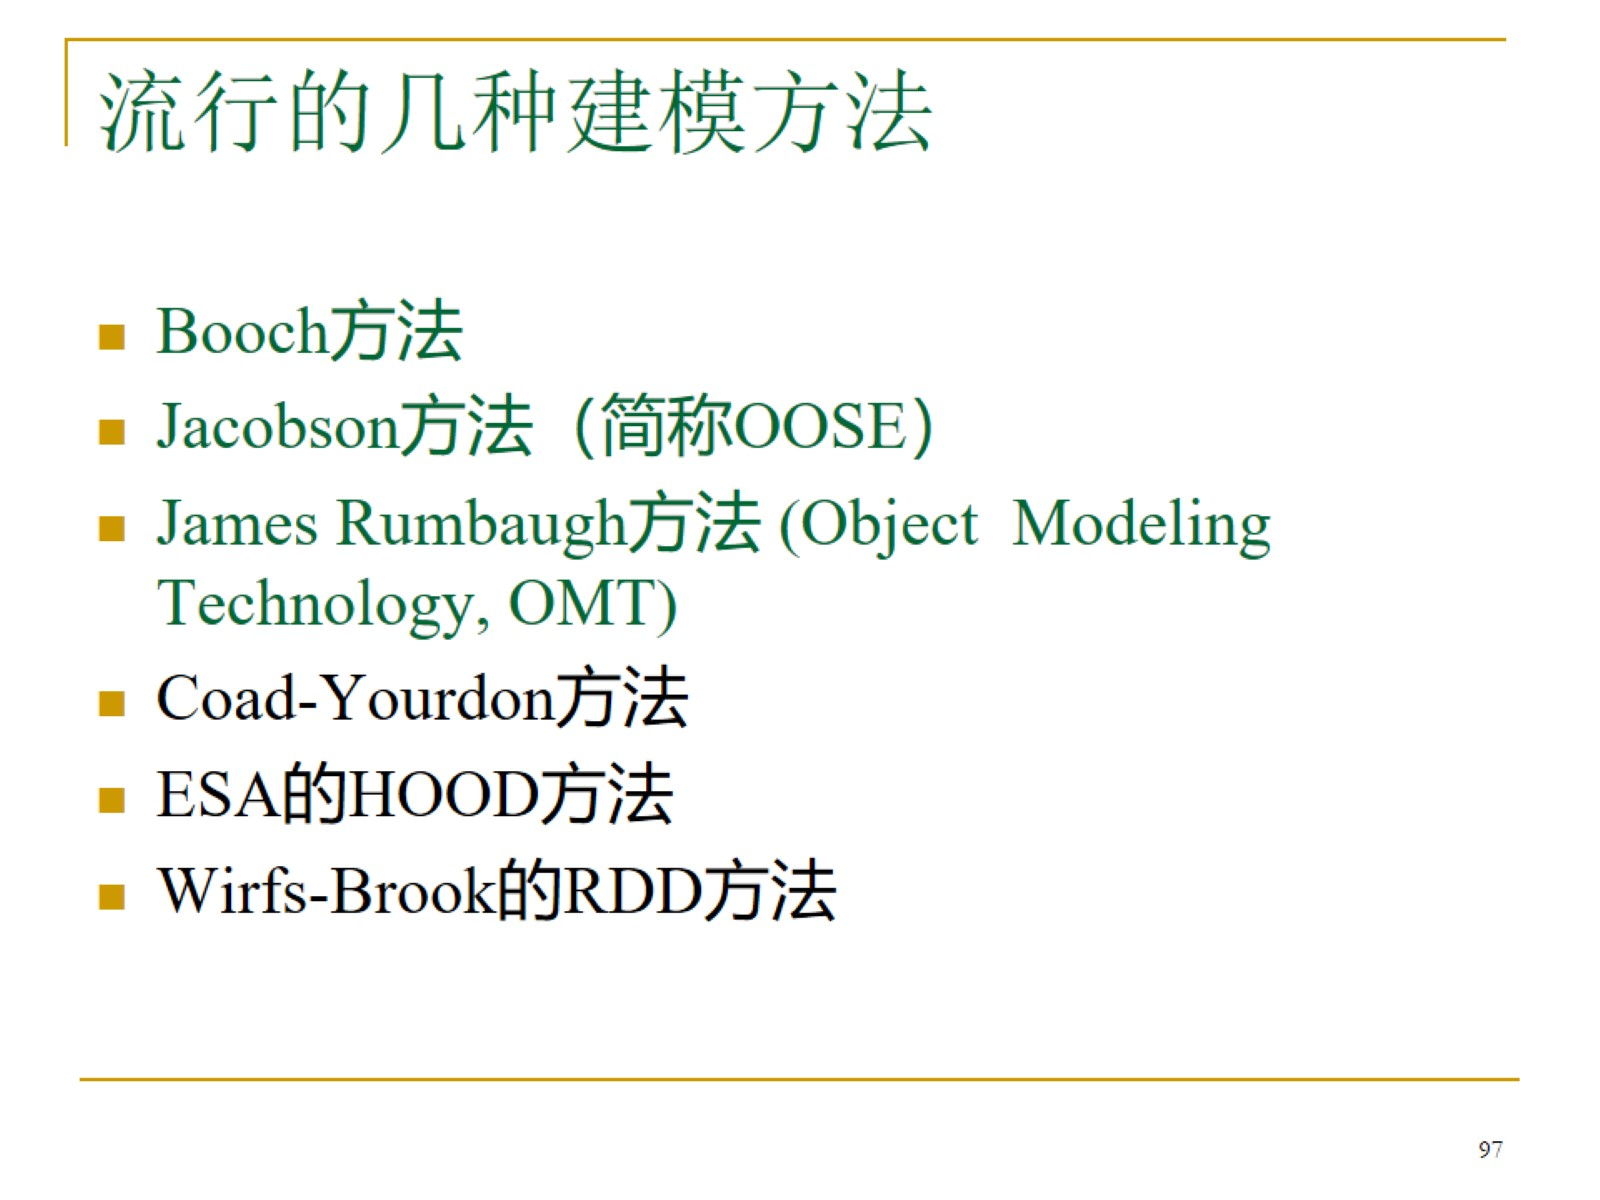 流行的几种建模方法
Booch方法
Jacobson方法（简称OOSE）
James Rumbaugh方法 (Object  Modeling
Technology, OMT)
Coad-Yourdon方法
ESA的HOOD方法
Wirfs-Brook的RDD方法
97